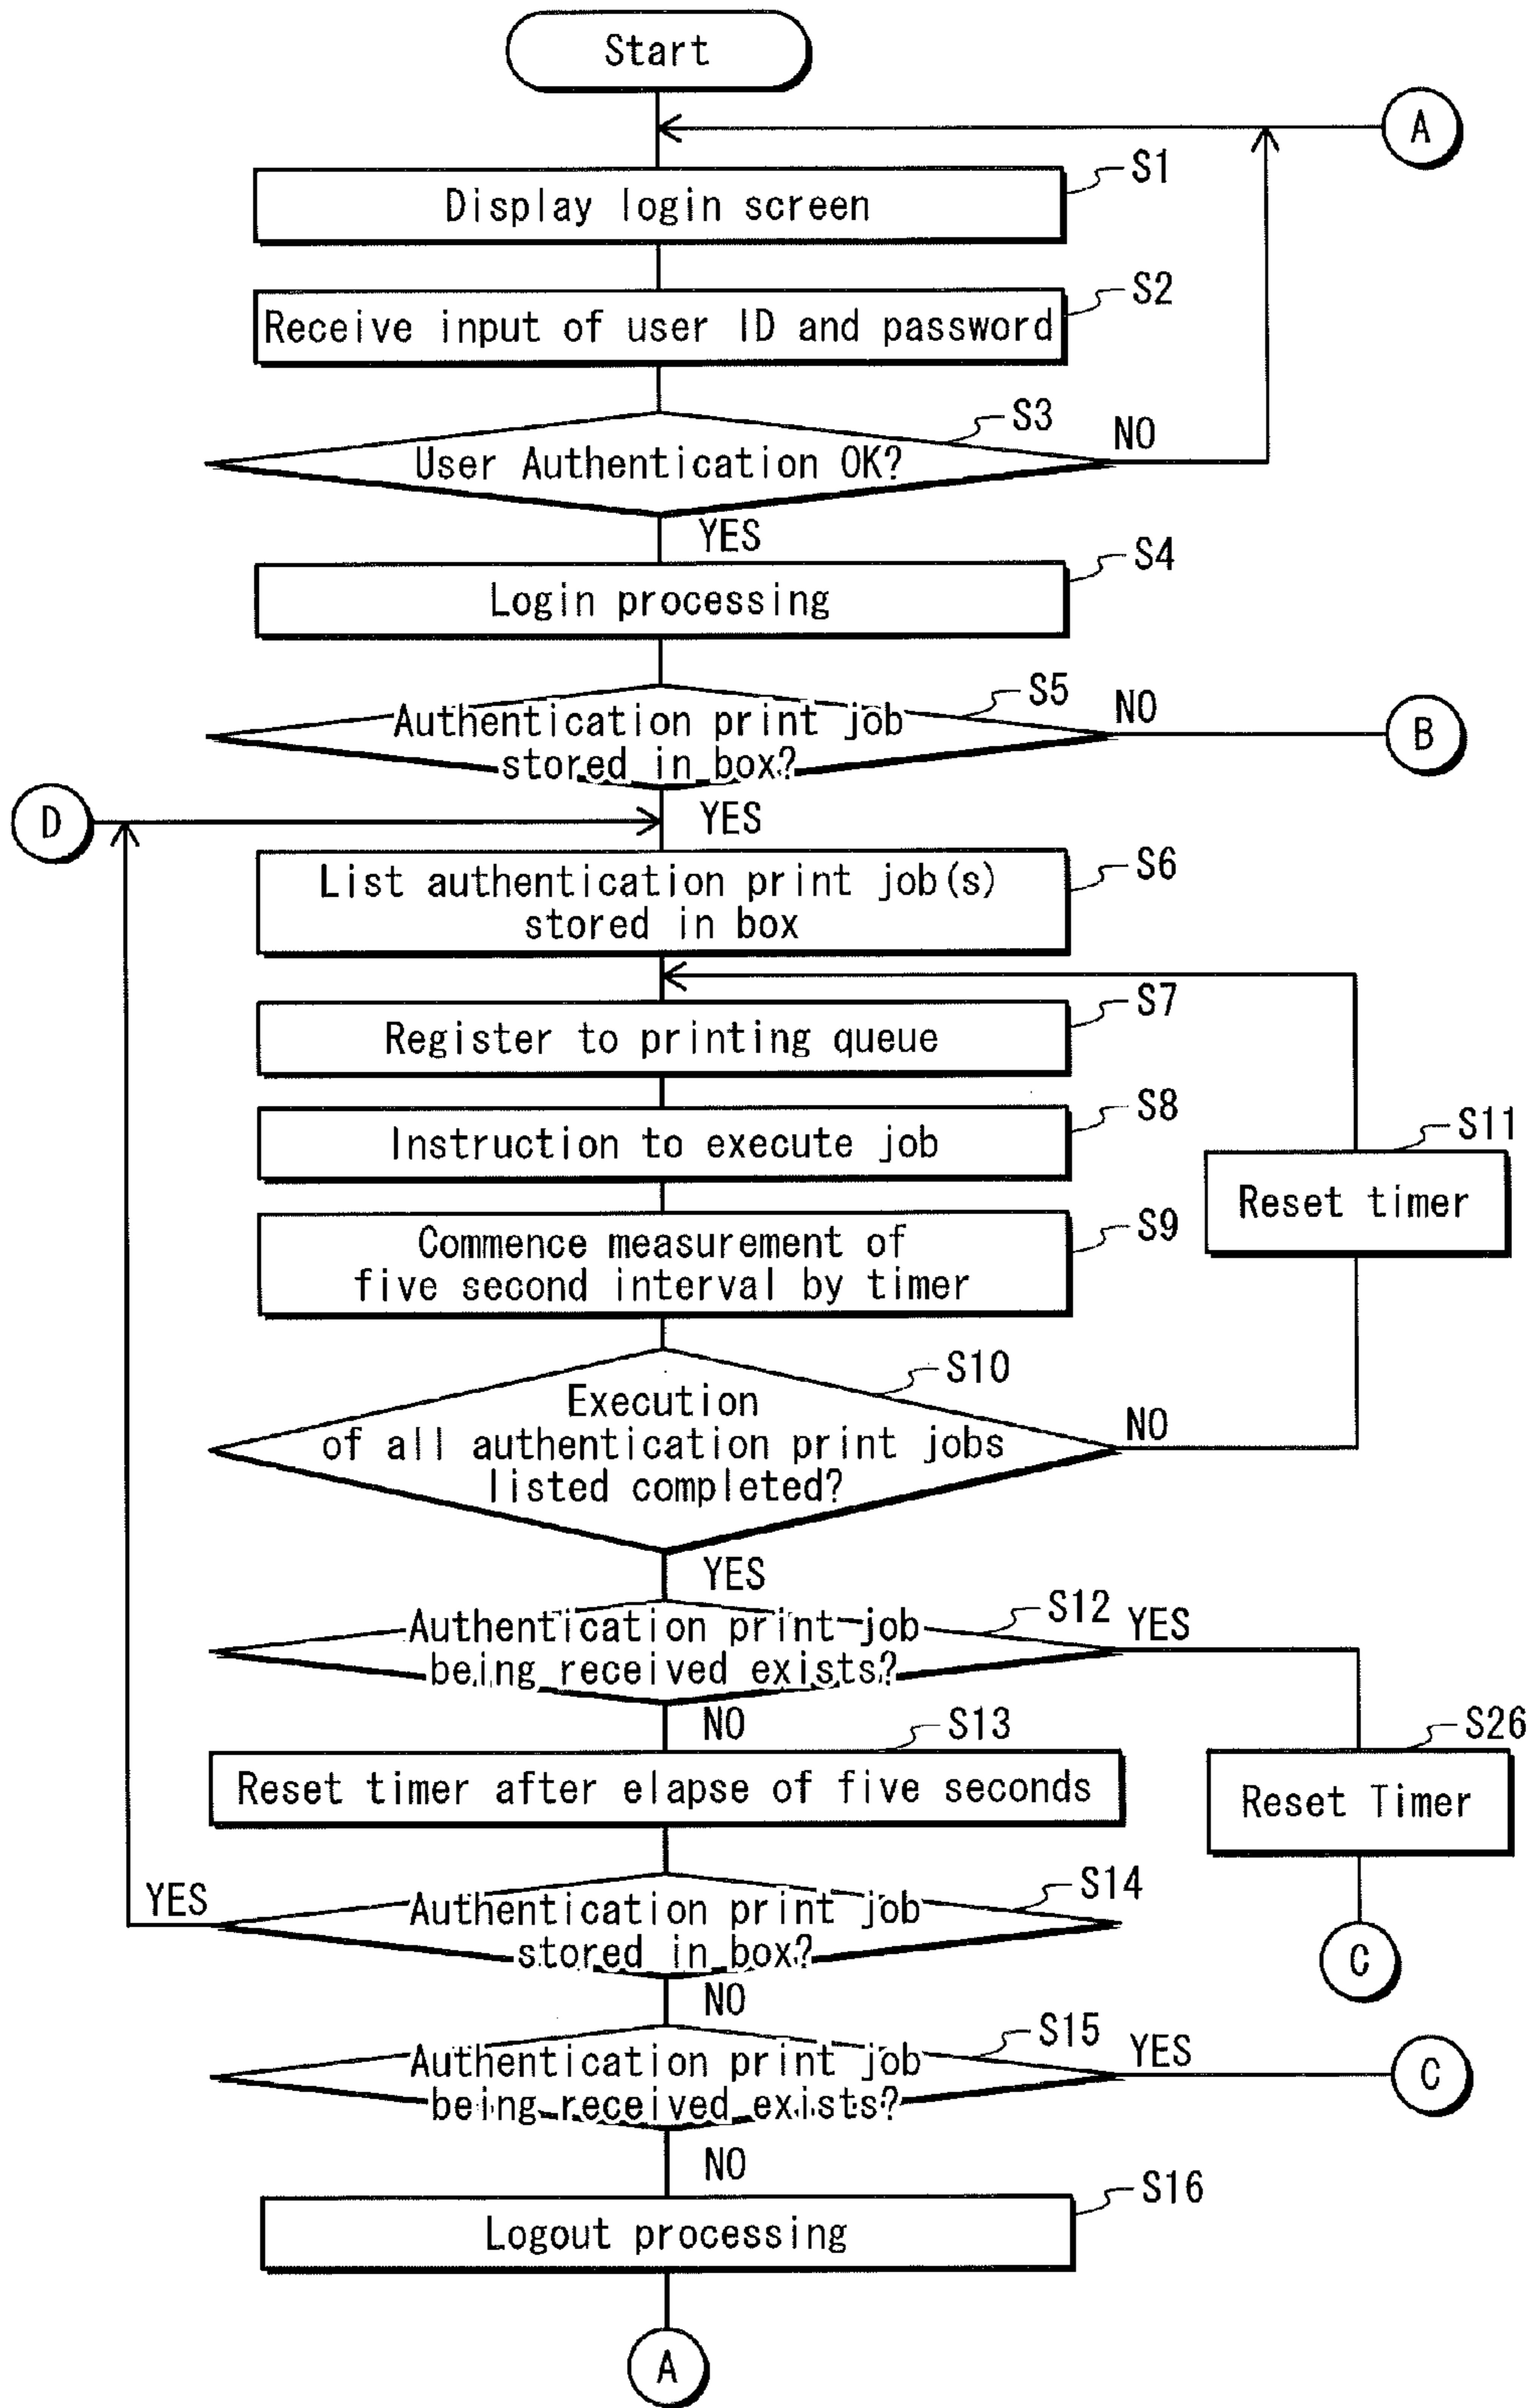 Start
A
S1
Display login screen
S2
Receive input of user ID and password
S3
User Authentication OK?
NO
YES
S4
Login processing
S5
Authentication print job
stored in box?
NO
B
D
YES
S6
List authentication print job(s)
stored in box
S7
Register to printing queue
S8
Instruction to execute job
S11
Reset timer
S9
Commence measurement of
five second interval by timer
S10
Execution
of all authentication print jobs
listed completed?
NO
YES
S12
Authentication print job
being received exists?
YES
NO
S13
Reset timer after elapse of five seconds
S26
Reset Timer
S14
YES
Authentication print job
stored in box?
C
NO
S15
Authentication print job
being received exists?
YES
C
NO
S16
Logout processing
A